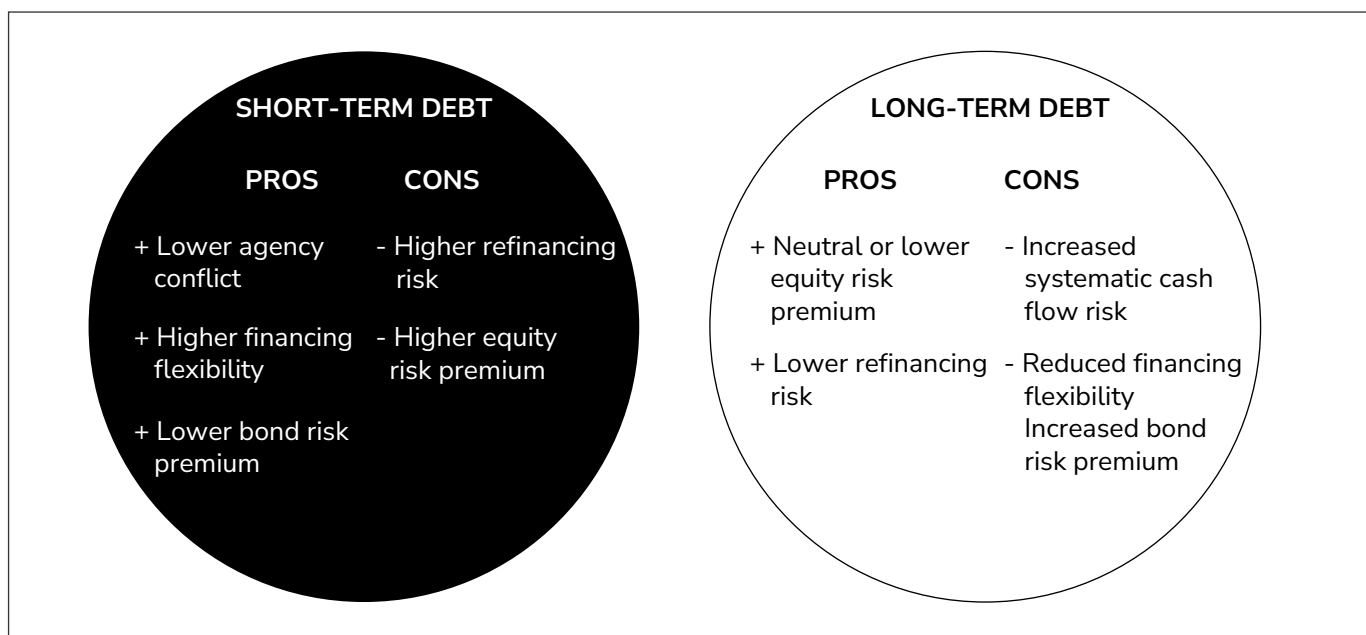 SHORT-TERM DEBT
PROS
CONS
+ Lower agency
conflict
+ Higher financing
flexibility
+ Lower bond risk
premium
- Higher refinancing
risk
- Higher equity
risk premium
LONG-TERM DEBT
PROS
CONS
+ Neutral or lower
equity risk
premium
+ Lower refinancing
risk
- Increased
systematic cash
flow risk
- Reduced financing
flexibility
Increased bond
risk premium